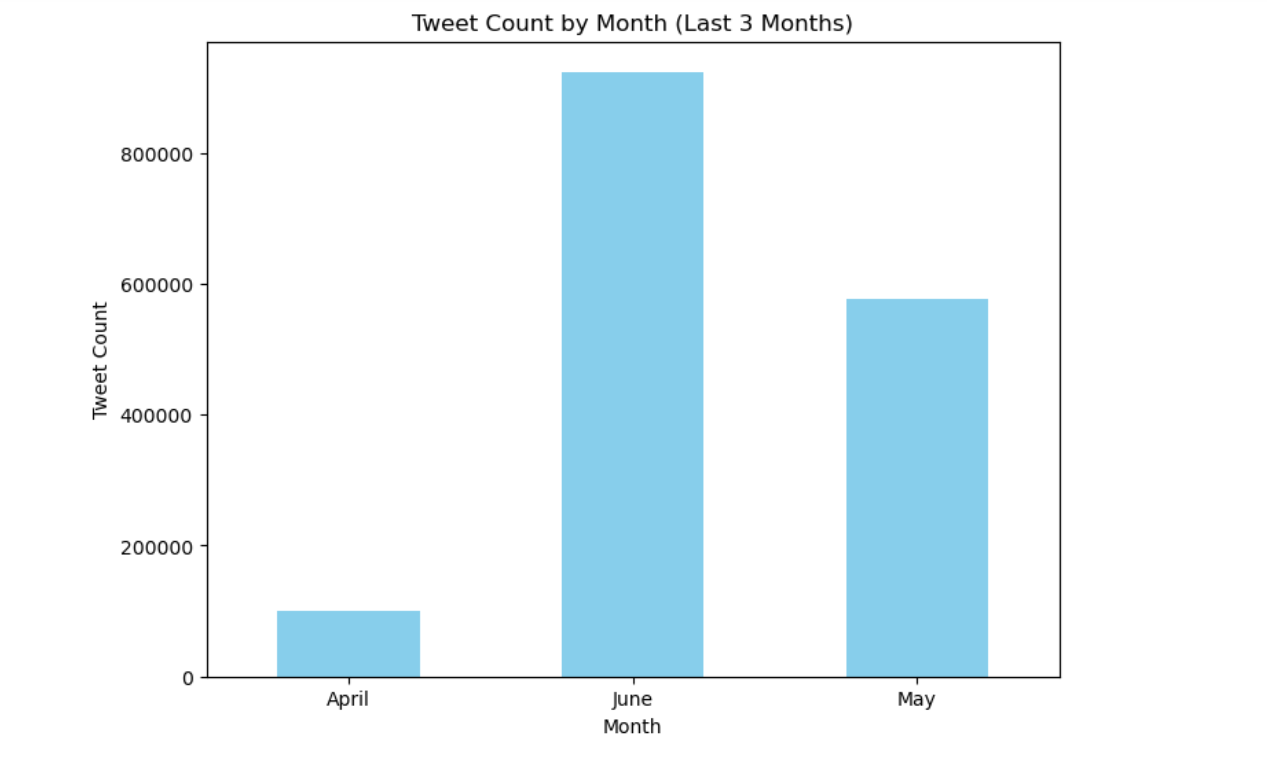 Tweet Count by Month (Last 3 Months)
800000
600000
400000
200000
0
Tweet Count
April June May
Month